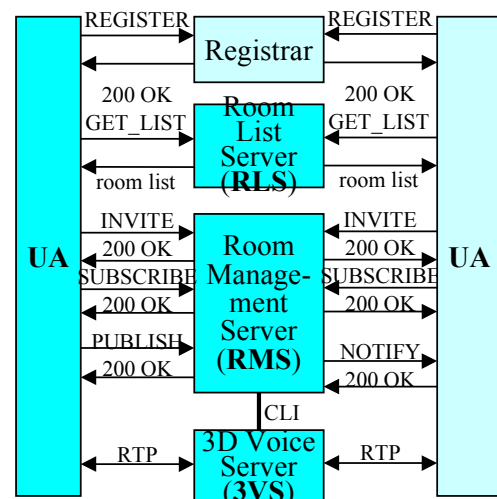 REGISTER
REGISTER
Registrar
200 OK
200 OK
GET_LIST
GET_LIST
Room
List
Server
(RLS)
room list
room list
INVITE
INVITE
200 OK
200 OK
UA
UA
SUBSCRIBE
SUBSCRIBE
200 OK
200 OK
Room
Manage-
ment
Server
(RMS)
PUBLISH
NOTIFY
200 OK
200 OK
CLI
3D Voice
Server
(3VS)
RTP
RTP